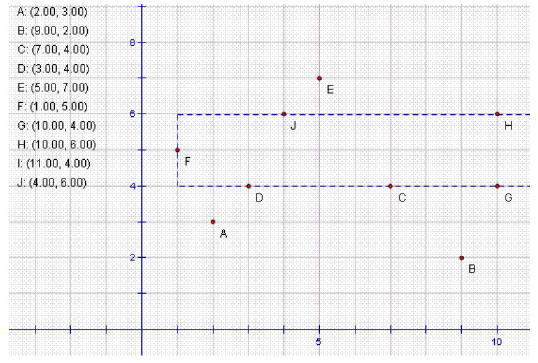 A: (2.00, 3.00)
B: (9.00, 2.00)
C: (7.00, 4.00)
D: (3.00, 4.00)
E: (5.00, 7.00)
F: (1.00, 5.00)
G: (10.00, 4.00)
H: (10.00, 6.00)
I: (11.00, 4.00)
J: (4.00, 6.00)
8
E
6
J
H
F
4
D
C
G
A
2
B
5
10